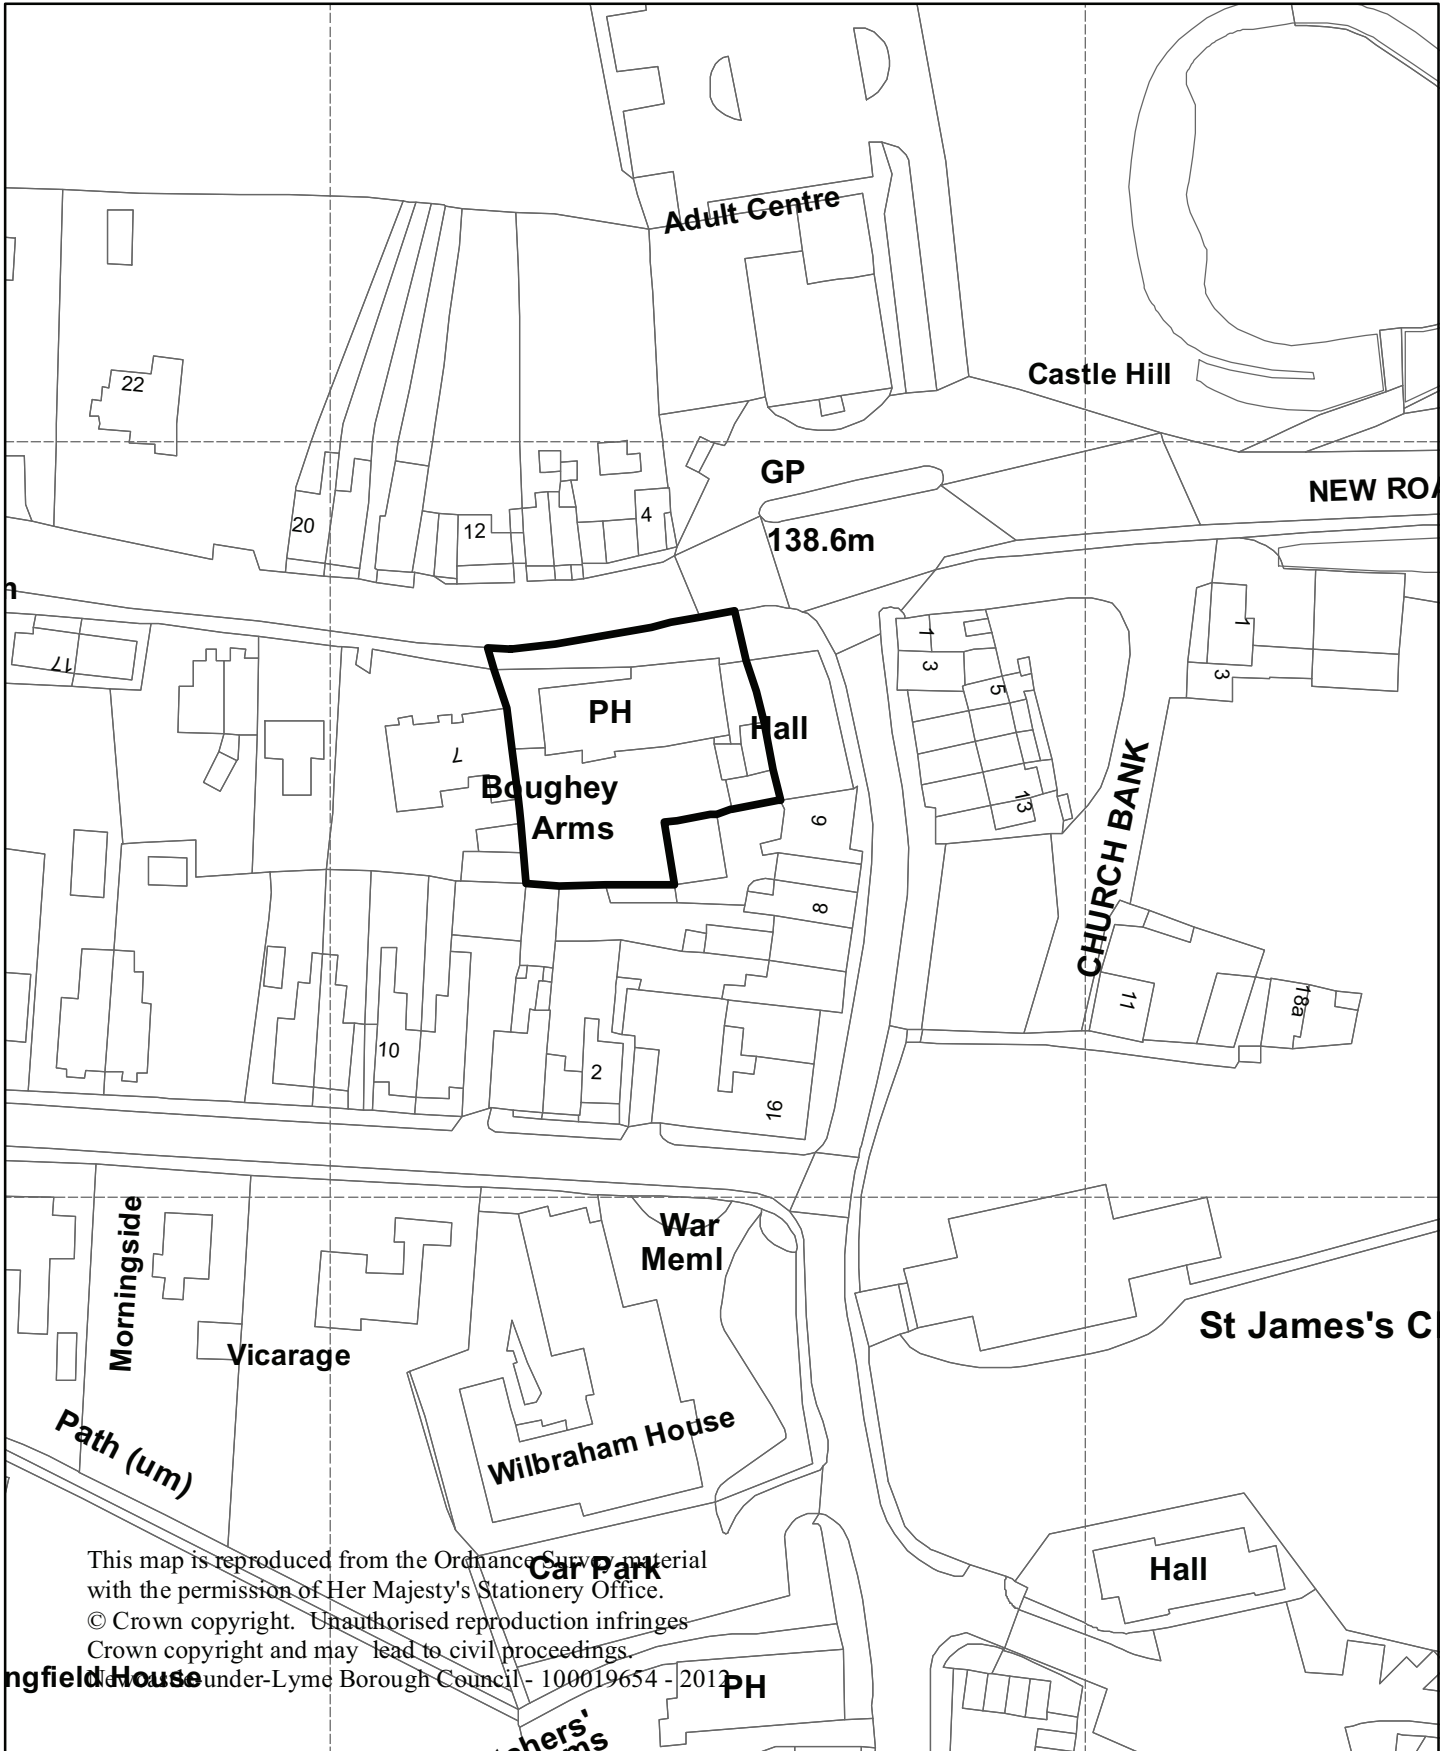 Adult Centre
22
Castle Hill
GP
NEW ROA
20
12
4
138.6m
17
1
3
5
13
1
3
PH
Hall
7
Boughey
Arms
9
8
CHURCH BANK
11
18a
10
2
16
War
Meml
Morningside
Vicarage
St James's C
Path (um)
Wilbraham House
Car Park
Hall
This map is reproduced from the Ordnance Survey material
with the permission of Her Majesty's Stationery Office.
© Crown copyright. Unauthorised reproduction infringes
Crown copyright and may lead to civil proceedings.
Newcastle-under-Lyme Borough Council - 100019654 - 2012
ngfield House
PH